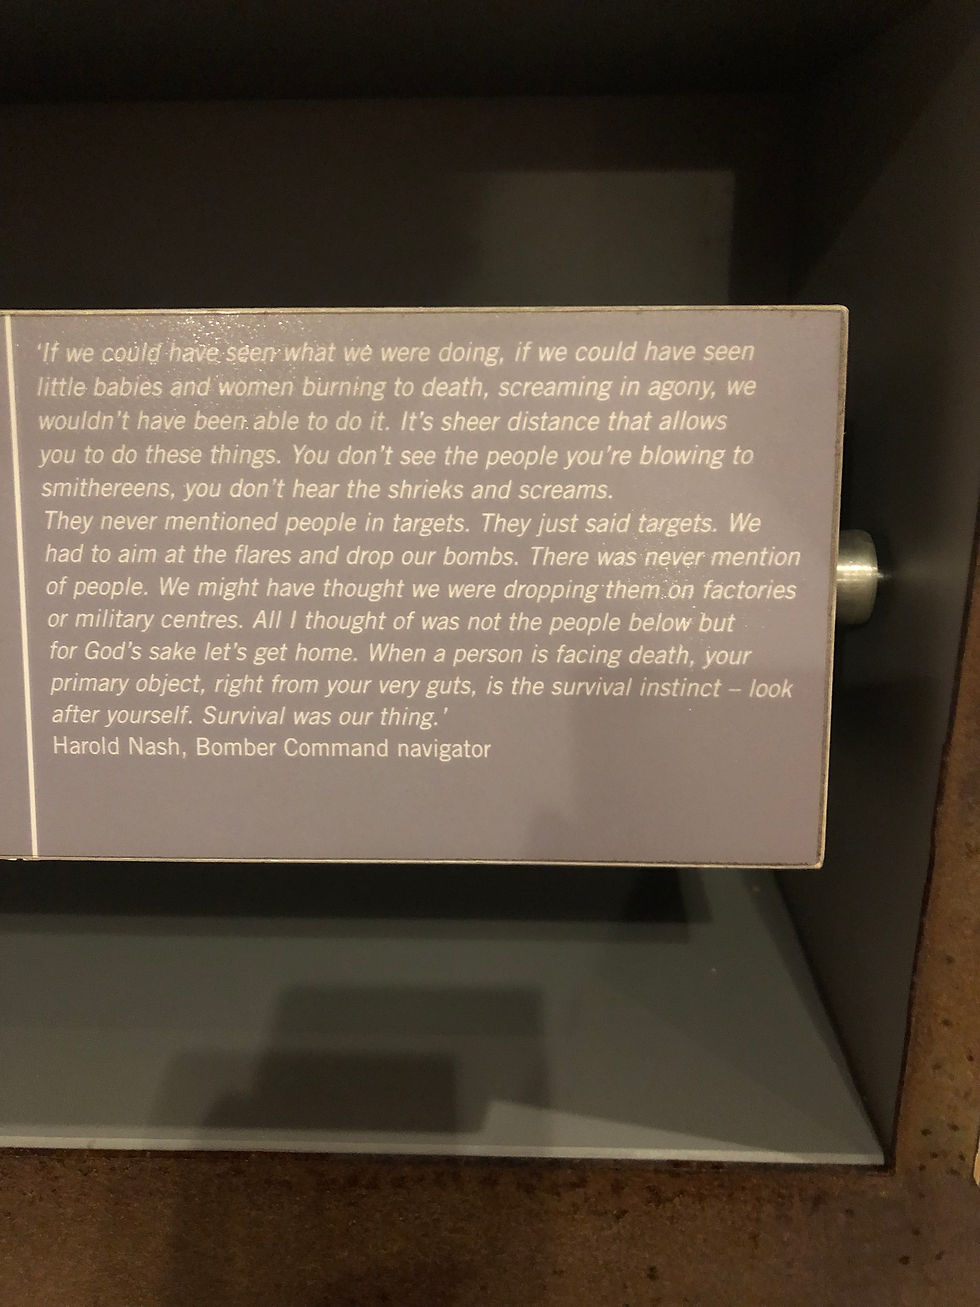 'If we could have seen what we were doing, if we could have seen
little babies and women burning to death, screaming in agony, we
wouldn't have been able to do it. It's sheer distance that allows
you to do these things. You don't see the people you're blowing to
smithereens, you don't hear the shrieks and screams.
They never mentioned people in targets. They just said targets. We
had to aim at the flares and drop our bombs. There was never mention
of people. We might have thought we were dropping them on factories
or military centres. All I thought of was not the people below but
for God's sake let's get home. When a person is facing death, your
primary object, right from your very guts, is the survival instinct – look
after yourself. Survival was our thing.'
Harold Nash, Bomber Command navigator